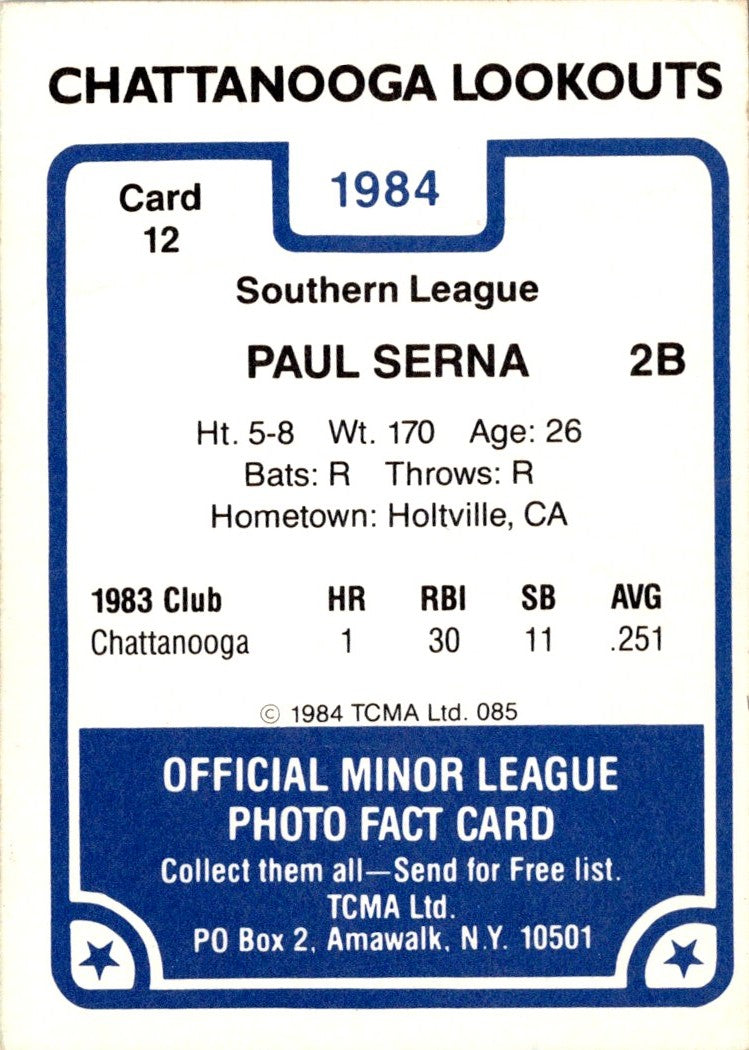 CHATTANOOGA LOOKOUTS
1984
Card
12
Southern League
PAUL SERNA 2B
Ht. 5-8 Wt. 170 Age: 26
Bats: R Throws: R
Hometown: Holtville, CA
1983 Club HR RBI SB AVG
Chattanooga 1 30 11 .251
© 1984 TCMA Ltd. 085
OFFICIAL MINOR LEAGUE
PHOTO FACT CARD
Collect them all—Send for Free list.
TCMA Ltd.
PO Box 2, Amawalk, N.Y. 10501